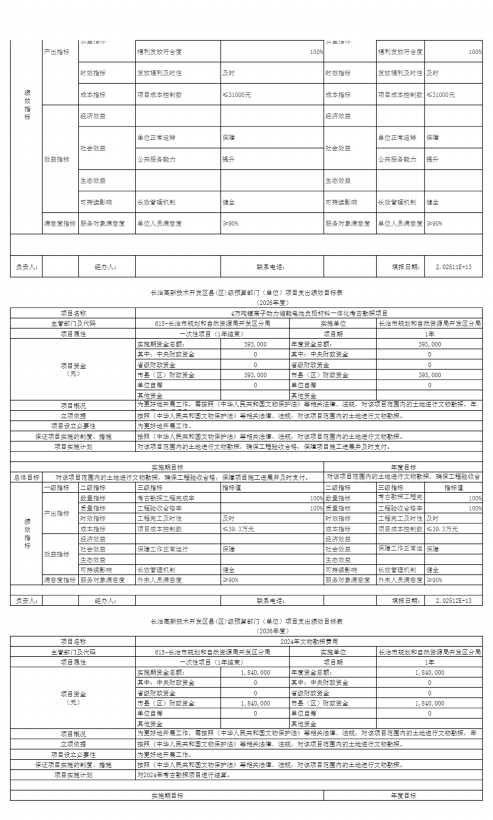 产出指标 质量指标 福利发放符合度 100% 质量指标 福利发放符合度 100%
时效指标 发放福利及时性 及时 时效指标 发放福利及时性 及时
绩效指标 成本指标 项目成本控制数 ≤31000元 成本指标 项目成本控制数 ≤31000元
效益指标 经济效益 经济效益
社会效益 单位正常运转 保障 社会效益 单位正常运转 保障
公共服务能力 提升 公共服务能力 提升
生态效益 生态效益
可持续影响 长效管理机制 健全 可持续影响 长效管理机制 健全
满意度指标 服务对象满意度 单位人员满意度 ≥90% 服务对象满意度 单位人员满意度 ≥90%
负责人: 经办人: 联系电话: 填报日期: 2.02511E+13
长治高新技术开发区县(区)级预算部门(单位)项目支出绩效目标表
(2026年度)
项目名称 4万吨锂离子动力储能电池负极材料一体化考古勘探项目
主管部门及代码 618-长治市规划和自然资源局开发区分局 实施单位 长治市规划和自然资源局开发区分局
项目属性 一次性项目(1年结束) 项目期 1年
项目资金(元) 实施期资金总额: 393,000 年度资金总额: 393,000
其中:中央财政资金 0 其中:中央财政资金 0
省级财政资金 0 省级财政资金 0
市县(区)财政资金 393,000 市县(区)财政资金 393,000
单位自筹 0 单位自筹 0
其他资金 其他资金
项目概况 为更好地开展工作,需按照《中华人民共和国文物保护法》等相关法律、法规,对该项目范围内的土地进行文物勘探。年
立项依据 按照《中华人民共和国文物保护法》等相关法律、法规,对该项目范围内的土地进行文物勘探。
项目设立必要性 为更好地开展工作。
保证项目实施的制度、措施 按照《中华人民共和国文物保护法》等相关法律、法规,对该项目范围内的土地进行文物勘探。
项目实施计划 对该项目范围内的土地进行文物勘探,确保工程验收合格,保障项目施工进展并及时支付。
实施期目标 年度目标
总体目标 对该项目范围内的土地进行文物勘探,确保工程验收合格,保障项目施工进展并及时支付。 对该项目范围内的土地进行文物勘探,确保工程验收合
绩效指标 一级指标 二级指标 三级指标 指标值 二级指标 三级指标 指标值
产出指标 数量指标 考古勘探工程完成率 100% 数量指标 考古勘探工程完 100%
质量指标 工程验收合格率 100% 质量指标 工程验收合格率 100%
时效指标 工程完工及时性 及时 时效指标 工程完工及时性 及时
成本指标 项目成本控制数 ≤39.3万元 成本指标 项目成本控制数 ≤39.3万元
效益指标 经济效益 经济效益
社会效益 保障工作正常运行 保障 社会效益 保障工作正常运 保障
生态效益 生态效益
可持续影响 长效管理机制 健全 可持续影响 长效管理机制 健全
满意度指标 服务对象满意度 外来人员满意度 ≥90% 服务对象满意度 外来人员满意度 ≥90%
负责人: 经办人: 联系电话: 填报日期: 2.02512E+13
长治高新技术开发区县(区)级预算部门(单位)项目支出绩效目标表
(2026年度)
项目名称 2024年文物勘探费用
主管部门及代码 618-长治市规划和自然资源局开发区分局 实施单位 长治市规划和自然资源局开发区分局
项目属性 一次性项目(1年结束) 项目期 1年
项目资金(元) 实施期资金总额: 1,840,000 年度资金总额: 1,840,000
其中:中央财政资金 0 其中:中央财政资金 0
省级财政资金 0 省级财政资金 0
市县(区)财政资金 1,840,000 市县(区)财政资金 1,840,000
单位自筹 0 单位自筹 0
其他资金 其他资金
项目概况 为更好地开展工作,需按照《中华人民共和国文物保护法》等相关法律、法规,对该项目范围内的土地进行文物勘探。年
立项依据 按照《中华人民共和国文物保护法》等相关法律、法规,对该项目范围内的土地进行文物勘探。
项目设立必要性 为更好地开展工作。
保证项目实施的制度、措施 按照《中华人民共和国文物保护法》等相关法律、法规,对该项目范围内的土地进行文物勘探。
项目实施计划 对2024年考古勘探项目进行结算。
实施期目标 年度目标